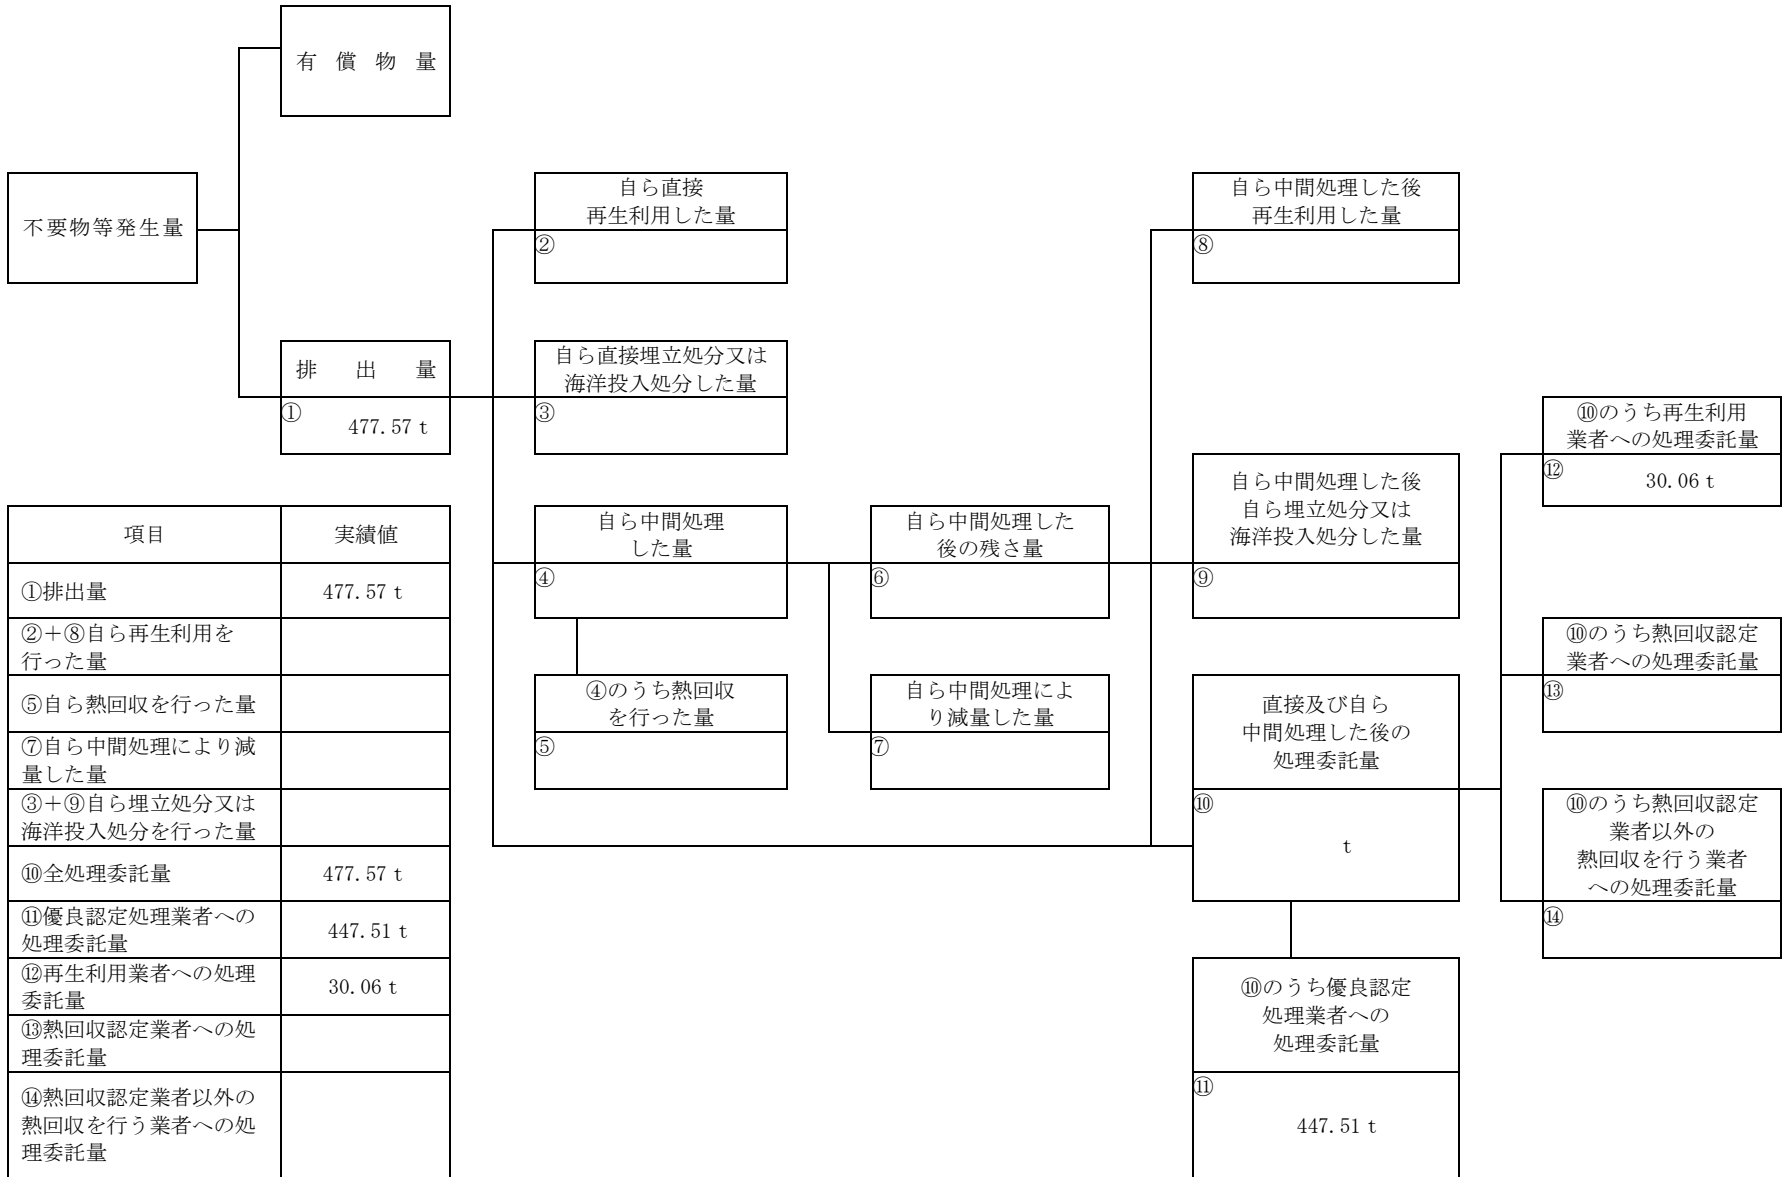 有償物量
不要物等発生量
自ら直接
再生利用した量
②
自ら中間処理した後
再生利用した量
⑧
排出量
①
477.57 t
自ら直接埋立処分又は
海洋投入処分した量
③
⑩のうち再生利用
業者への処理委託量
⑫
30.06 t
自ら中間処理した後
自ら埋立処分又は
海洋投入処分した量
⑨
自ら中間処理
した量
④
自ら中間処理した
後の残さ量
⑥
⑩のうち熱回収認定
業者への処理委託量
⑬
④のうち熱回収
を行った量
⑤
自ら中間処理によ
り減量した量
⑦
直接及び自ら
中間処理した後の
処理委託量
⑩
t
⑩のうち熱回収認定
業者以外の
熱回収を行う業者
への処理委託量
⑭
⑩のうち優良認定
処理業者への
処理委託量
⑪
447.51 t
項目 実績値
①排出量 477.57 t
②＋⑧自ら再生利用を
行った量
⑤自ら熱回収を行った量
⑦自ら中間処理により減
量した量
③＋⑨自ら埋立処分又は
海洋投入処分を行った量
⑩全処理委託量 477.57 t
⑪優良認定処理業者への
処理委託量 447.51 t
⑫再生利用業者への処理
委託量 30.06 t
⑬熱回収認定業者への処
理委託量
⑭熱回収認定業者以外の
熱回収を行う業者への処
理委託量